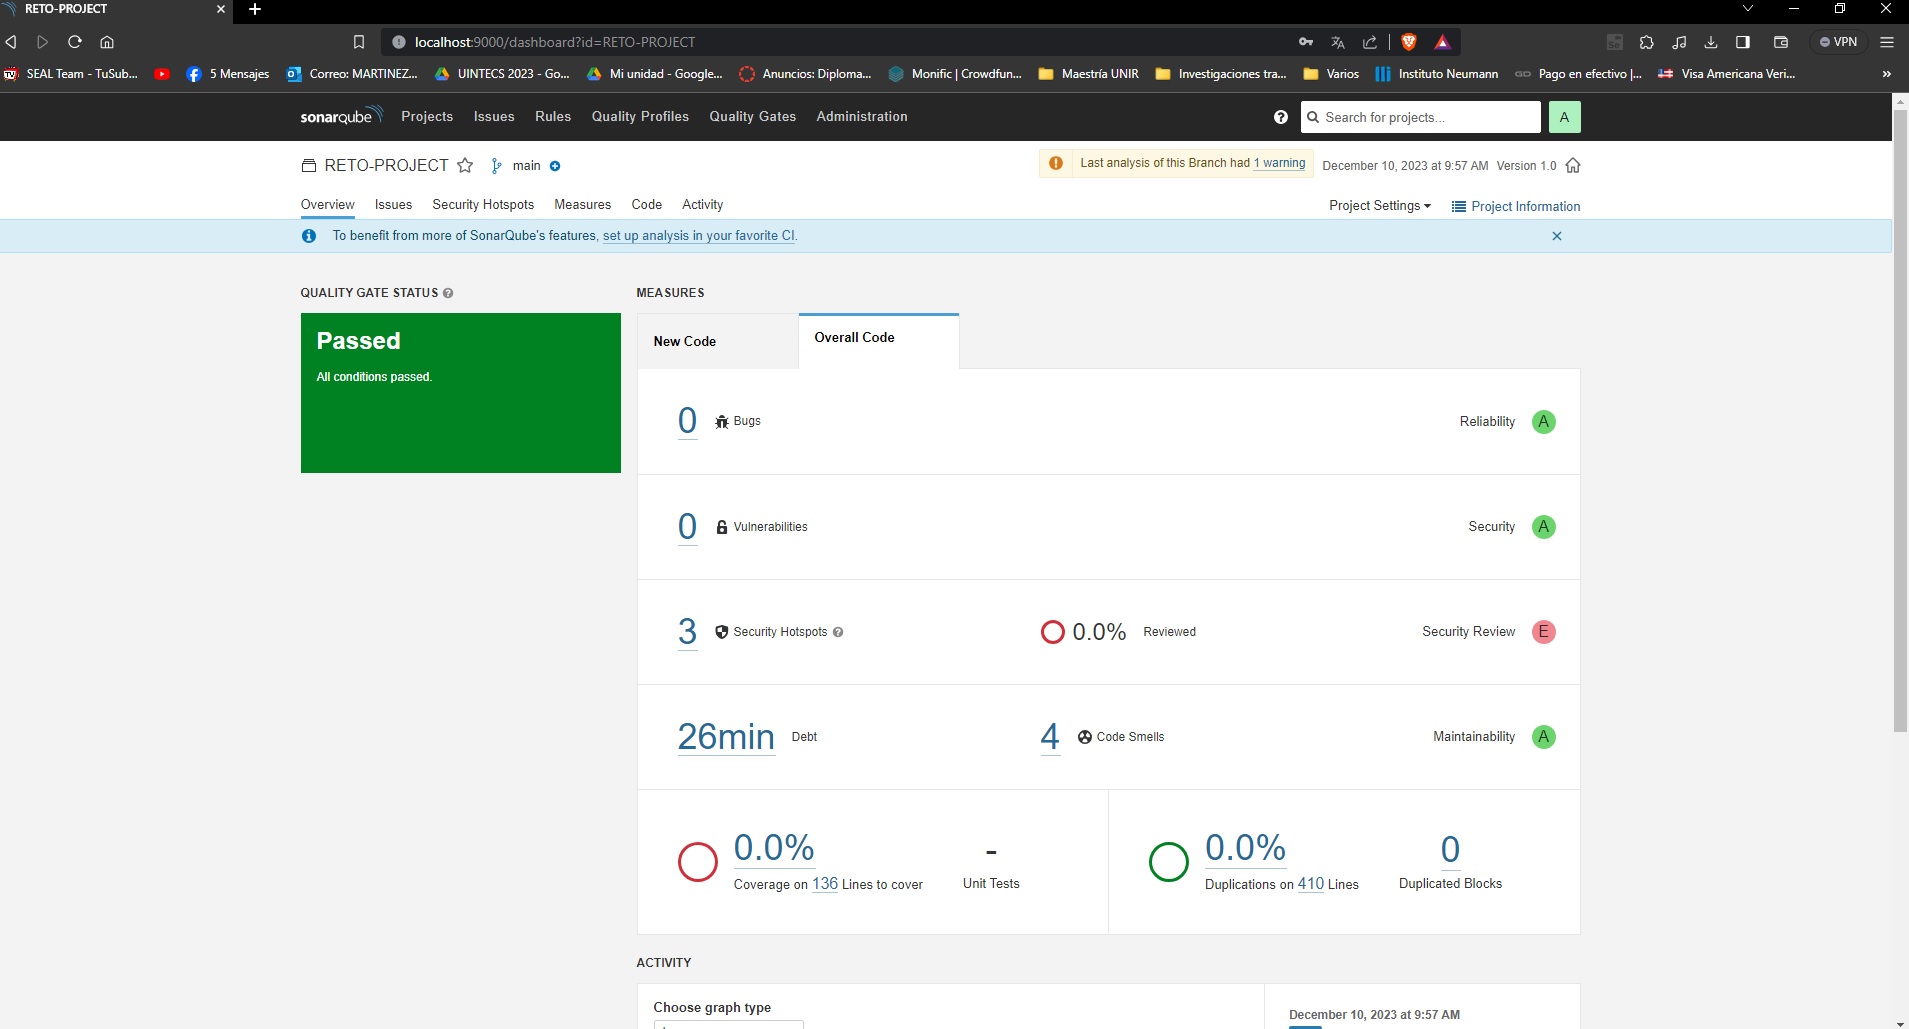 RETO-PROJECT
localhost:9000/dashboard?id=RETO-PROJECT
VPN
SEAL Team - TuSub... 5 Mensajes Correo: MARTINEZ... UINTECS 2023 - Go... Mi unidad - Google... Anuncios: Diploma... Monific | Crowdfun... Maestría UNIR Investigaciones tra... Varios Instituto Neumann Pago en efectivo |... Visa Americana Veri... »
sonarqube Projects Issues Rules Quality Profiles Quality Gates Administration Search for projects... A
RETO-PROJECT main Last analysis of this Branch had 1 warning December 10, 2023 at 9:57 AM Version 1.0
Overview Issues Security Hotspots Measures Code Activity Project Settings Project Information
To benefit from more of SonarQube's features, set up analysis in your favorite CI.
QUALITY GATE STATUS
Passed
All conditions passed.
MEASURES
New Code Overall Code
0 Bugs Reliability A
0 Vulnerabilities Security A
3 Security Hotspots 0.0% Reviewed Security Review E
26min Debt 4 Code Smells Maintainability A
0.0% - 0.0% 0
Coverage on 136 Lines to cover Unit Tests Duplications on 410 Lines Duplicated Blocks
ACTIVITY
Choose graph type
December 10, 2023 at 9:57 AM